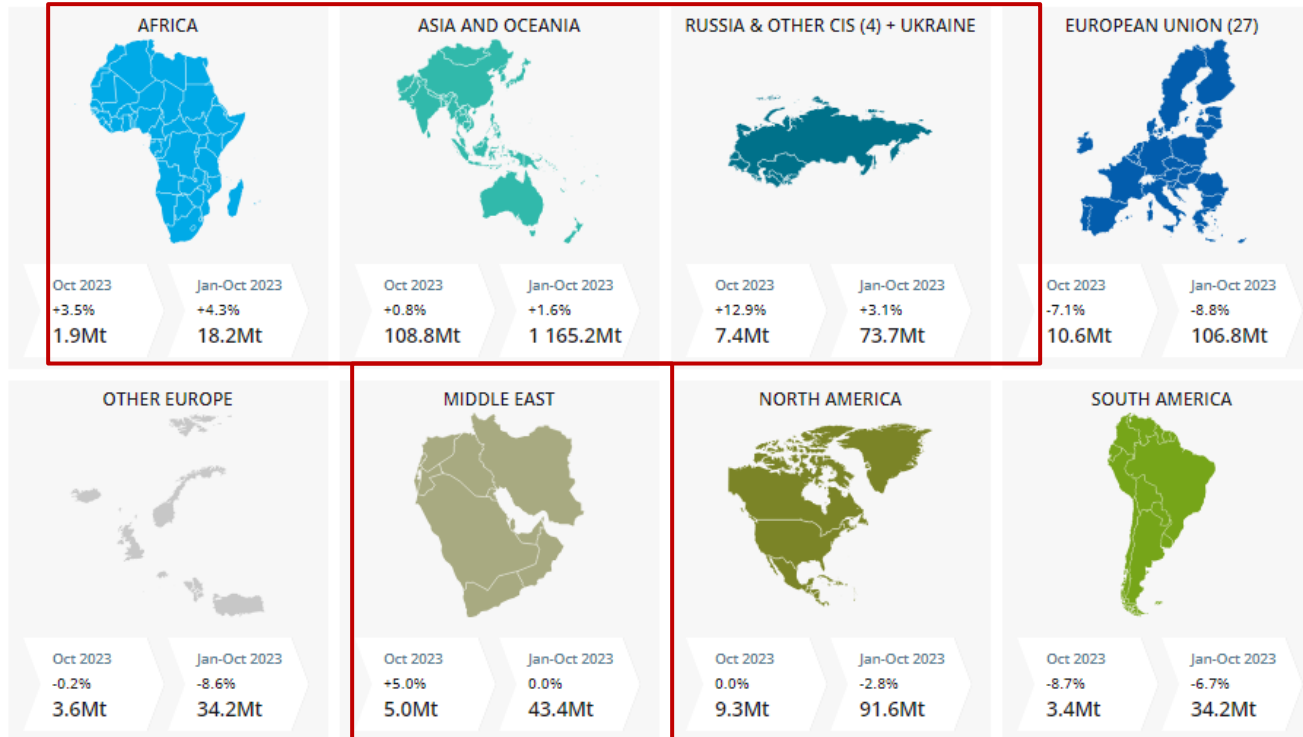 AFRICA
Oct 2023
+3.5%
1.9Mt
Jan-Oct 2023
+4.3%
18.2Mt
ASIA AND OCEANIA
Oct 2023
+0.8%
108.8Mt
Jan-Oct 2023
+1.6%
1 165.2Mt
RUSSIA & OTHER CIS (4) + UKRAINE
Oct 2023
+12.9%
7.4Mt
Jan-Oct 2023
+3.1%
73.7Mt
EUROPEAN UNION (27)
Oct 2023
-7.1%
10.6Mt
Jan-Oct 2023
-8.8%
106.8Mt
OTHER EUROPE
Oct 2023
-0.2%
3.6Mt
Jan-Oct 2023
-8.6%
34.2Mt
MIDDLE EAST
Oct 2023
+5.0%
5.0Mt
Jan-Oct 2023
0.0%
43.4Mt
NORTH AMERICA
Oct 2023
0.0%
9.3Mt
Jan-Oct 2023
-2.8%
91.6Mt
SOUTH AMERICA
Oct 2023
-8.7%
3.4Mt
Jan-Oct 2023
-6.7%
34.2Mt